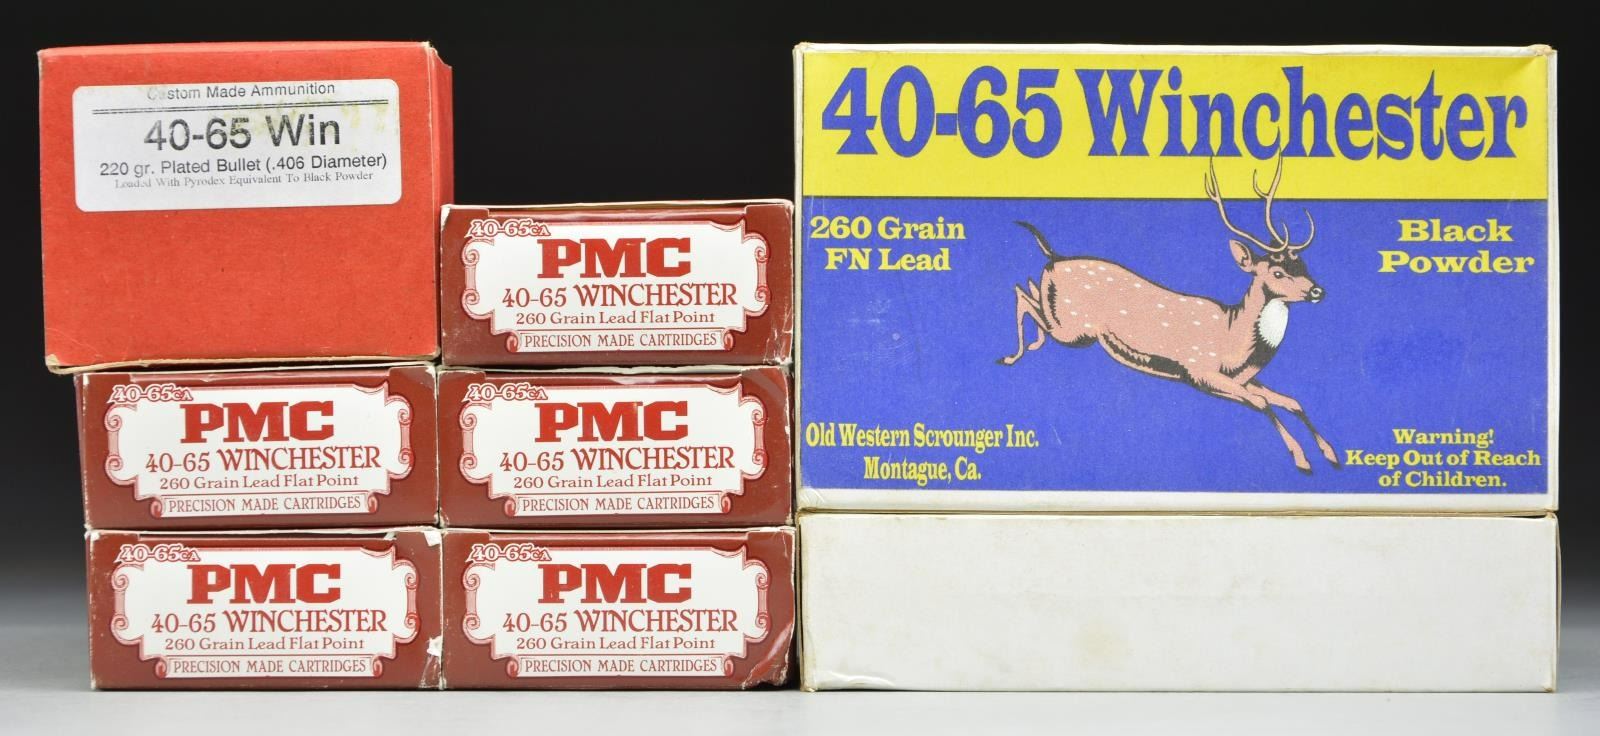 Custom Made Ammunition
40-65 Win
220 gr. Plated Bullet (.406 Diameter)
Loaded With Pyrodex Equivalent To Black Powder
40-65CA
PMC
40-65 WINCHESTER
260 Grain Lead Flat Point
PRECISION MADE CARTRIDGES
40-65CA
PMC
40-65 WINCHESTER
260 Grain Lead Flat Point
PRECISION MADE CARTRIDGES
40-65CA
PMC
40-65 WINCHESTER
260 Grain Lead Flat Point
PRECISION MADE CARTRIDGES
40-65CA
PMC
40-65 WINCHESTER
260 Grain Lead Flat Point
PRECISION MADE CARTRIDGES
40-65CA
PMC
40-65 WINCHESTER
260 Grain Lead Flat Point
PRECISION MADE CARTRIDGES
40-65 Winchester
260 Grain
FN Lead
Black
Powder
Old Western Scrounger Inc.
Montague, Ca.
Warning!
Keep Out of Reach
of Children.